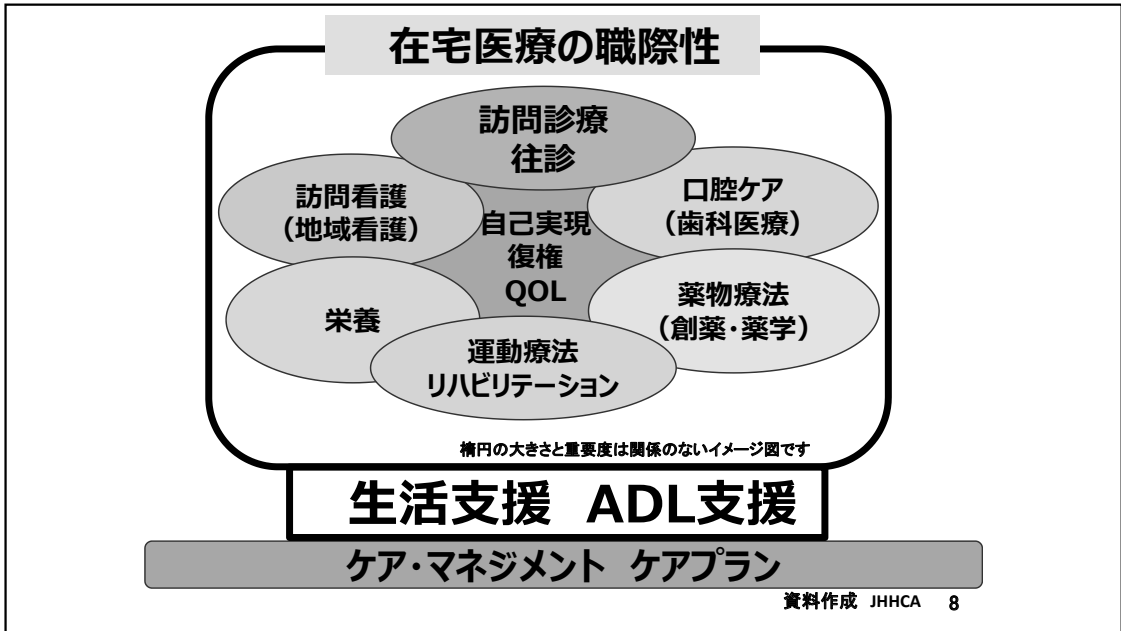 在宅医療の職際性
訪問診療
往診
訪問看護
(地域看護)
口腔ケア
(歯科医療)
自己実現
復権
QOL
栄養
薬物療法
(創薬・薬学)
運動療法
リハビリテーション
楕円の大きさと重要度は関係のないイメージ図です
生活支援 ADL支援
ケア・マネジメント ケアプラン
資料作成 JHHCA 8